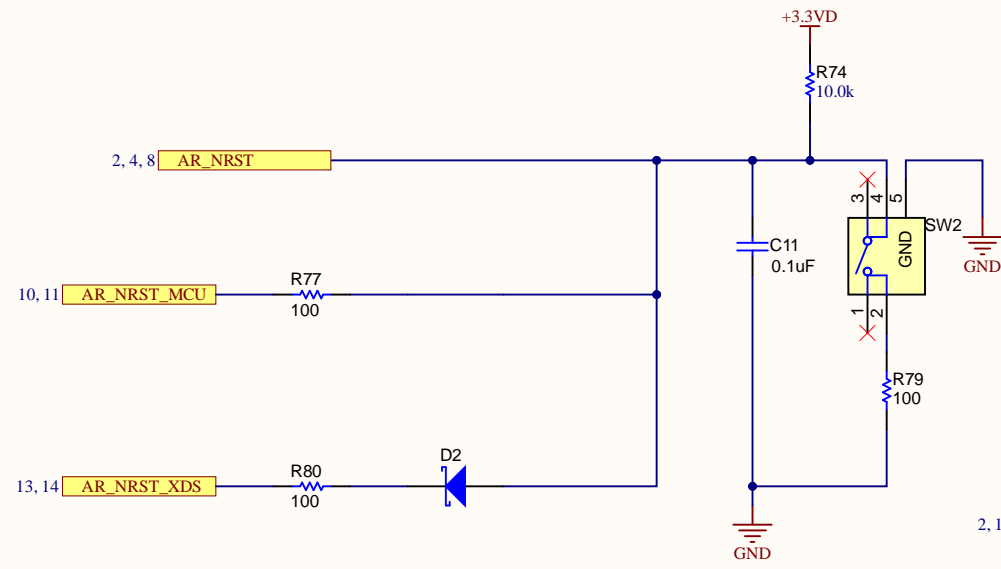 +3.3VD
R74
10.0k
2, 4, 8 AR_NRST
3
4
5
SW2
GND
C11
0.1uF
GND
R77
10, 11 AR_NRST_MCU
100
1
2
R79
100
D2
R80
13, 14 AR_NRST_XDS
100
2, 1
GND